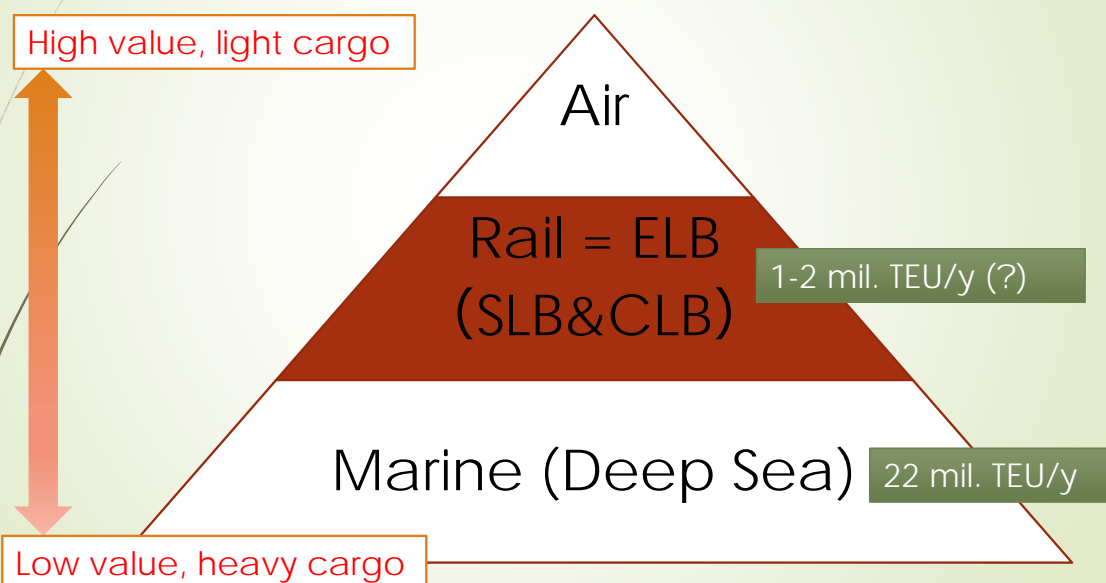 High value, light cargo
Air
Rail = ELB
(SLB&CLB)
1-2 mil. TEU/y (?)
Marine (Deep Sea)
22 mil. TEU/y
Low value, heavy cargo